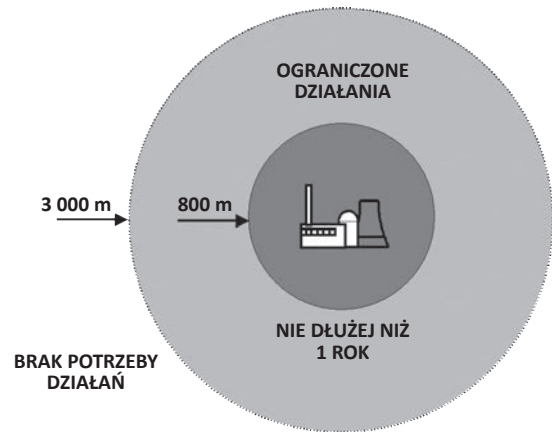 OGRANICZONE
DZIAŁANIA
3 000 m
800 m
NIE DŁUŻEJ NIŻ
1 ROK
BRAK POTRZEBY
DZIAŁAŃ